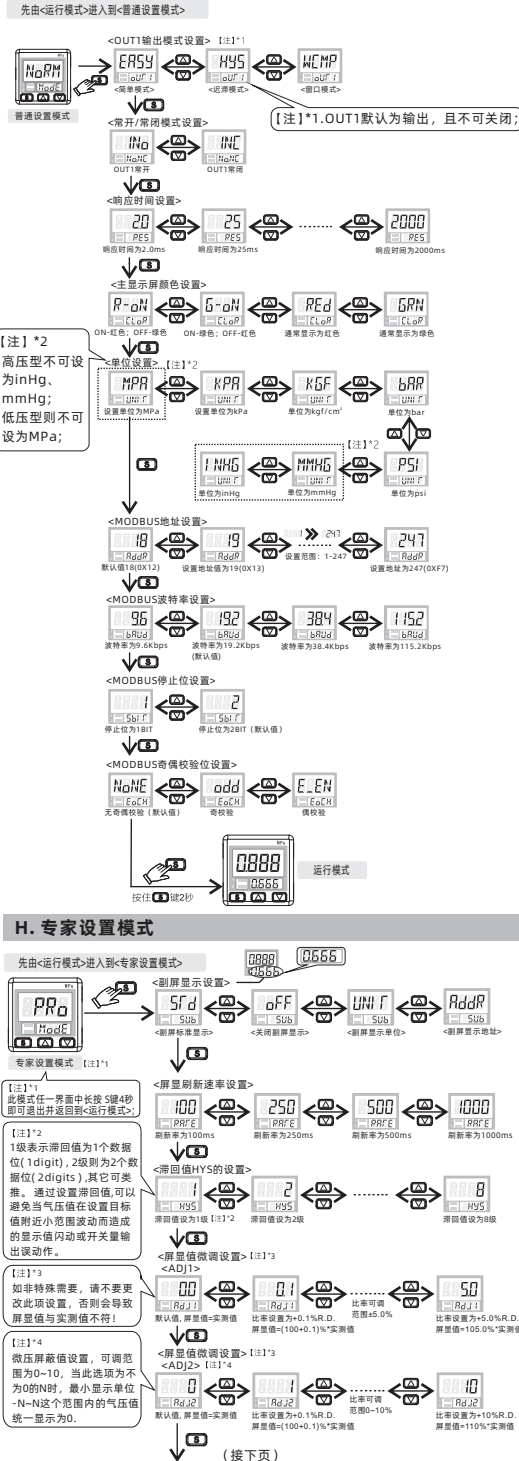 先由<运行模式>进入到<普通设置模式>
<OUT1输出模式设置> 【注】*1
NoRM
ModE
普通设置模式
EASY
oUT1
<简单模式>
HYS
oUT1
<迟滞模式>
WCMP
oUT1
<窗口模式>
【注】*1.OUT1默认为输出，且不可关闭;
<常开/常闭模式设置>
1No
NoNC
OUT1常开
1NC
NoNC
OUT1常闭
<响应时间设置>
2.0
RES
响应时间为2.0ms
25
RES
响应时间为25ms
2000
RES
响应时间为2000ms
<主显示屏颜色设置>
R-oN
CLoR
ON-红色; OFF-绿色
G-oN
CLoR
ON-绿色; OFF-红色
REd
CLoR
通常显示为红色
GRN
CLoR
通常显示为绿色
【注】*2
高压型不可设
为inHg、
mmHg;
低压型则不可
设为MPa;
<单位设置> 【注】*2
MPA
UNIT
设置单位为MPa
KPA
UNIT
设置单位为kPa
KGF
UNIT
单位为kgf/cm²
bAR
UNIT
单位为bar
【注】*2
INHG
UNIT
单位为inHg
MMHG
UNIT
单位为mmHg
PSI
UNIT
单位为psi
<MODBUS地址设置>
18
AddR
默认值18(0X12)
19
AddR
设置地址值为19(0X13)
1 》 247
设置范围：1-247
247
AddR
设置地址为247(0XF7)
<MODBUS波特率设置>
9.6
bAUd
波特率为9.6Kbps
19.2
bAUd
波特率为19.2Kbps
(默认值)
38.4
bAUd
波特率为38.4Kbps
115.2
bAUd
波特率为115.2Kbps
<MODBUS停止位设置>
1
SbiT
停止位为1BIT
2
SbiT
停止位为2BIT（默认值）
<MODBUS奇偶校验位设置>
NoNE
EoCH
无奇偶校验（默认值）
odd
EoCH
奇校验
E_EN
EoCH
偶校验
按住S键2秒
0.888
0.666
运行模式
H. 专家设置模式
先由<运行模式>进入到<专家设置模式>
0.888
0.666
0.666
<副屏显示设置>
PRo
ModE
专家设置模式 【注】*1
STd
SUb
<副屏标准显示>
oFF
SUb
<关闭副屏显示>
UNIT
SUb
<副屏显示单位>
AddR
SUb
<副屏显示地址>
【注】*1
此模式任一界面中长按 S键4秒
即可退出并返回到<运行模式>;
<屏显刷新速率设置>
100
RATE
刷新率为100ms
250
RATE
刷新率为250ms
500
RATE
刷新率为500ms
1000
RATE
刷新率为1000ms
【注】*2
1级表示滞回值为1个数据
位(1digit), 2级则为2个数
据位(2digits),其它可类
推。通过设置滞回值,可以
避免当气压值在设置目标
值附近小范围波动而造成
的显示值闪动或开关量输
出误动作。
<滞回值HYS的设置>
1
HYS
滞回值设为1级【注】*2
2
HYS
滞回值设为2级
8
HYS
滞回值设为8级
【注】*3
如非特殊需要，请不要更
改此项设置，否则会导致
屏显值与实测值不符!
<屏显值微调设置> 【注】*3
<ADJ1>
0.0
AdJ1
默认值, 屏显值=实测值
0.1
AdJ1
比率设置为+0.1%R.D.
屏显值=(100+0.1)%*实测值
比率可调
范围±5.0%
5.0
AdJ1
比率设置为+5.0%R.D.
屏显值=105.0%*实测值
【注】*4
微压屏蔽值设置，可调范
围为0~10，当此选项为不
为0的N时，最小显示单位
-N~N这个范围内的气压值
统一显示为0.
<屏显值微调设置> 【注】*3
<ADJ2> 【注】*4
0
AdJ2
默认值, 屏显值=实测值
1
AdJ2
比率设置为+0.1%R.D.
屏显值=(100+0.1)%*实测值
比率可调
范围0~10%
10
AdJ2
比率设置为+10%R.D.
屏显值=110%*实测值
（接下页）